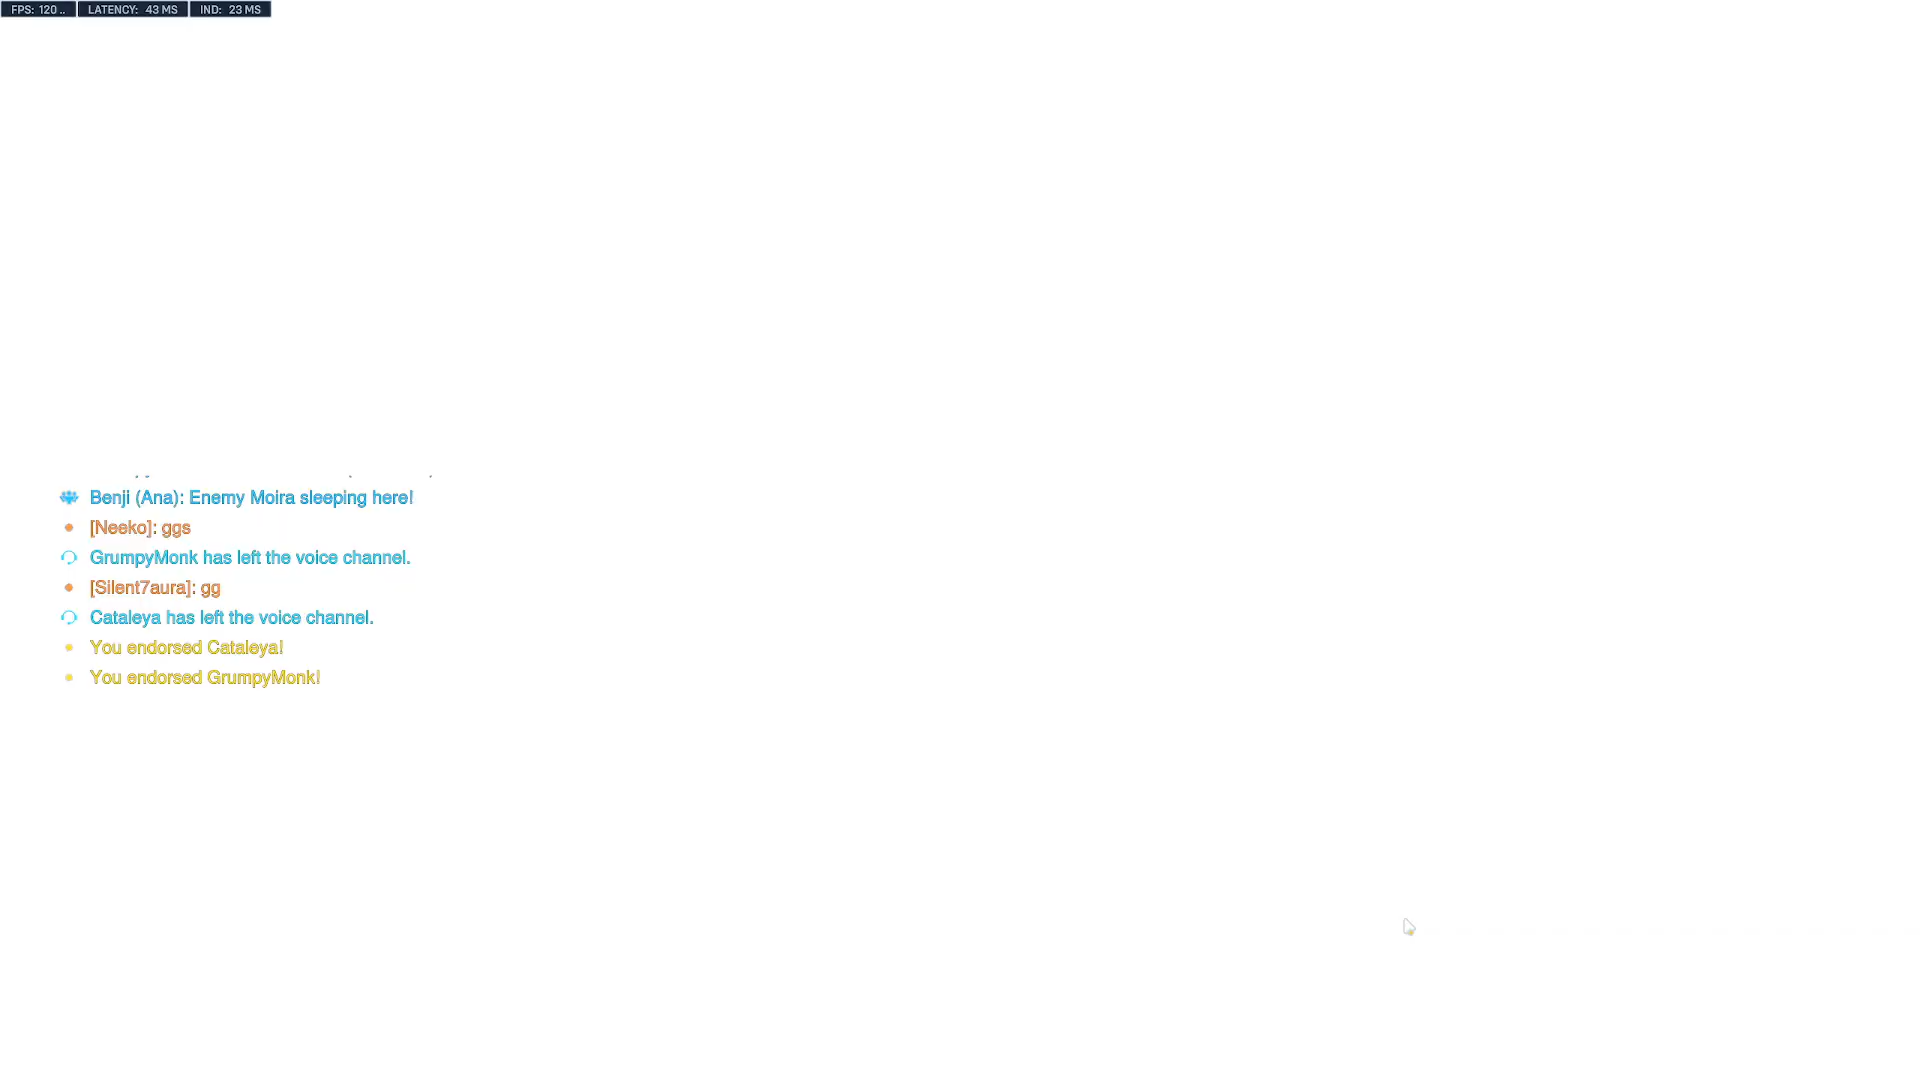 FPS: 120 .. LATENCY: 43 MS IND: 23 MS
Benji (Ana): Enemy Moira sleeping here!
[Neeko]: ggs
GrumpyMonk has left the voice channel.
[Silent7aura]: gg
Cataleya has left the voice channel.
You endorsed Cataleya!
You endorsed GrumpyMonk!